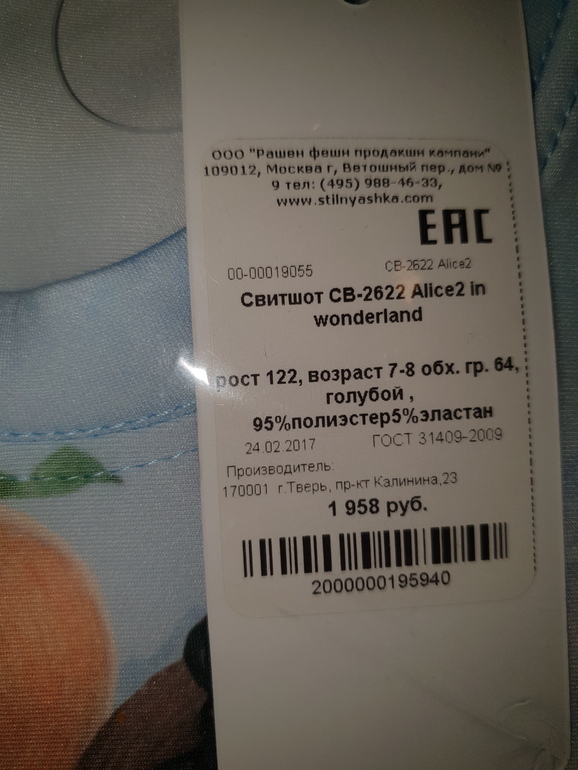 ООО "Рашен фешн продакшн кампани"
109012, Москва г, Ветошный пер., дом №
9 тел: (495) 988-46-33,
www.stilnyashka.com
ЕАС
00-00019055 СВ-2622 Alice2
Свитшот СВ-2622 Alice2 in
wonderland
рост 122, возраст 7-8 обх. гр. 64,
голубой ,
95%полиэстер5%эластан
24.02.2017 ГОСТ 31409-2009
Производитель:
170001 г.Тверь, пр-кт Калинина,23
1 958 руб.
2000000195940